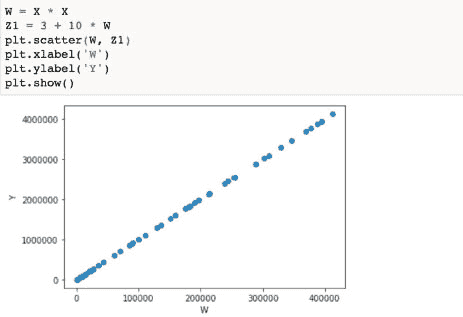 W = X * X
Z1 = 3 + 10 * W
plt.scatter(W, Z1)
plt.xlabel('W')
plt.ylabel('Y')
plt.show()
4000000
3000000
2000000
1000000
0
Y
0 100000 200000 300000 400000
W